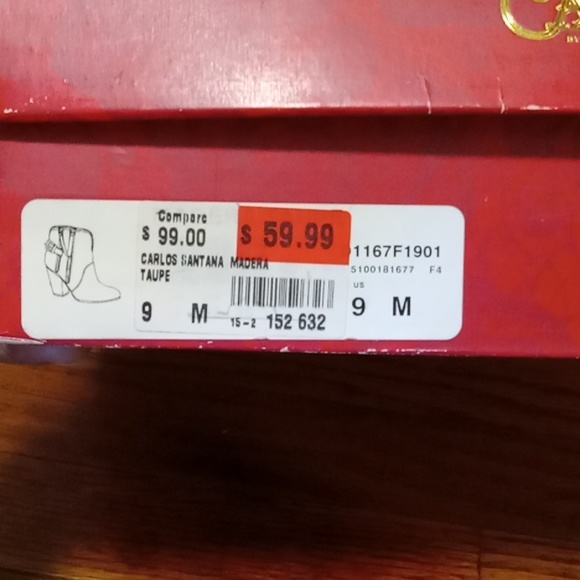 Compare
$ 99.00
$ 59.99
CARLOS SANTANA MADERA
TAUPE
9 M
15-2 152 632
1167F1901
5100181677 F4
US
9 M